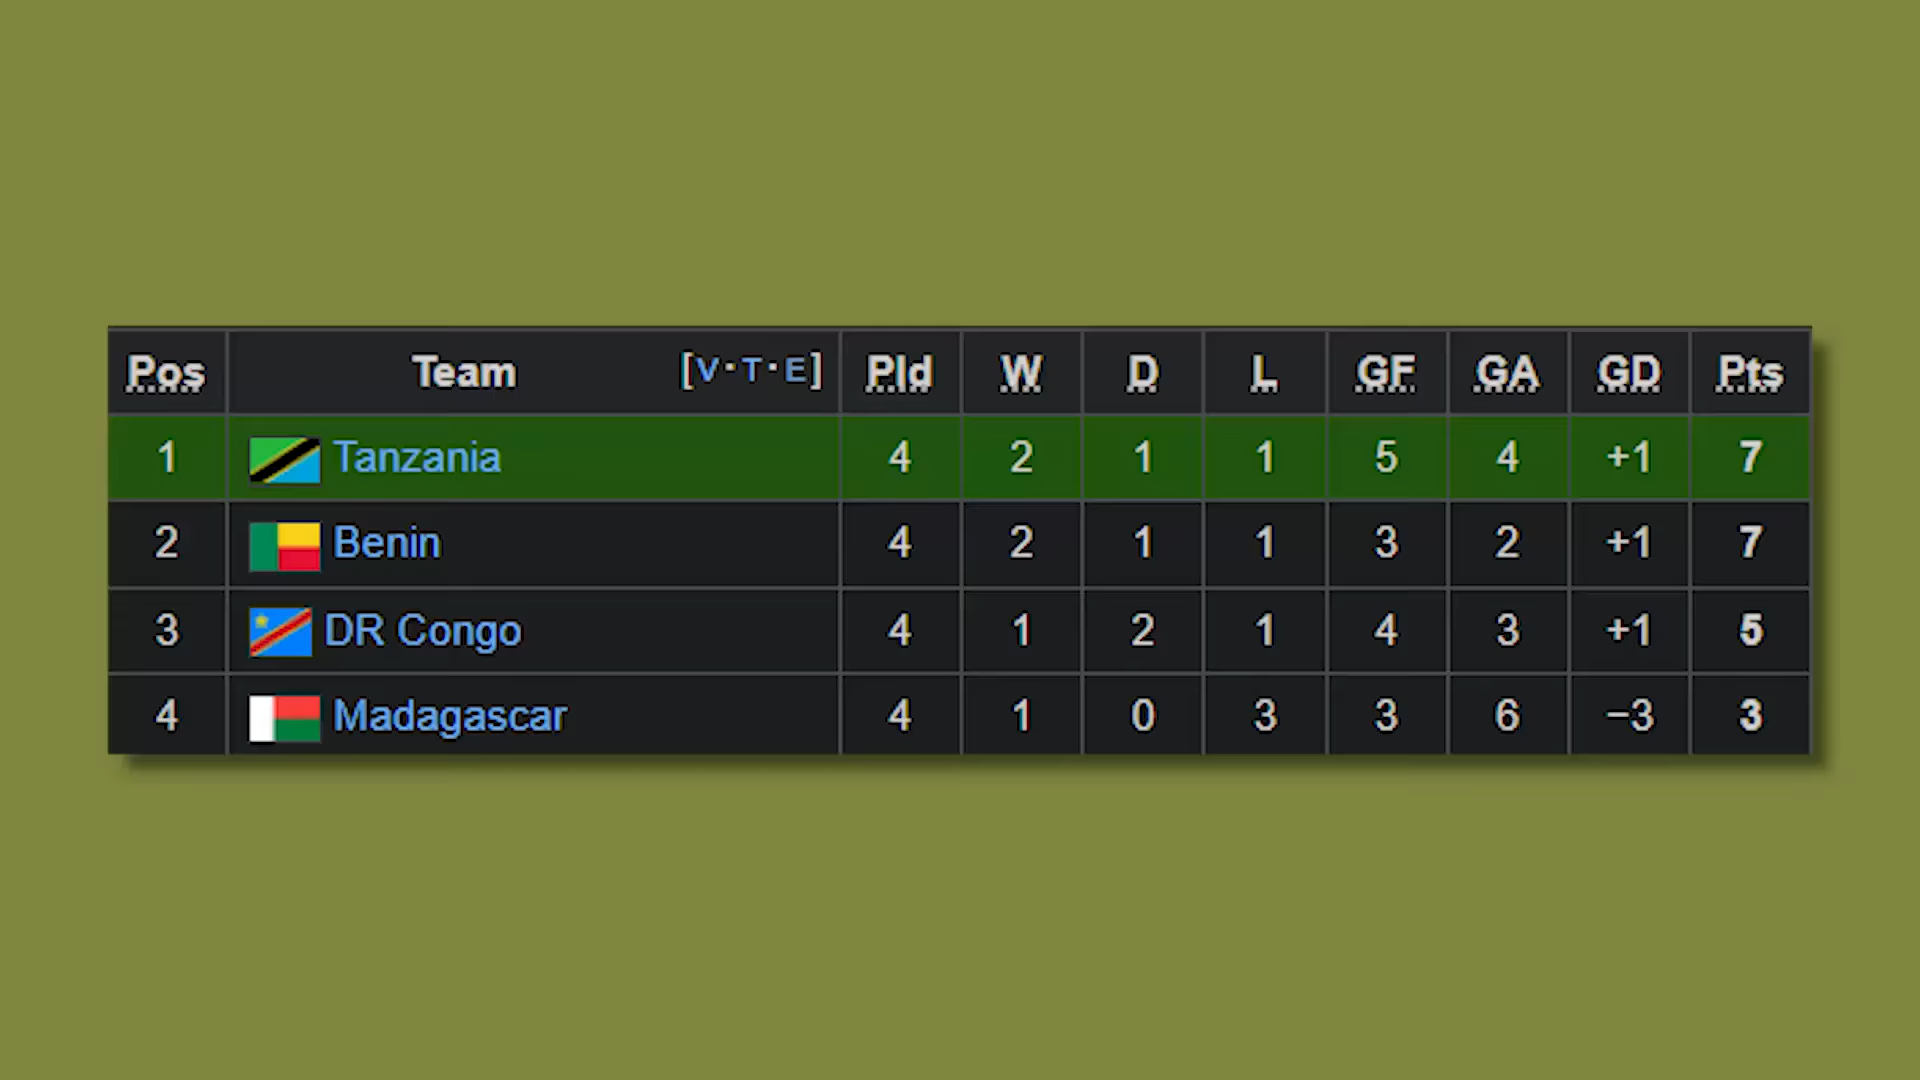 Pos Team [V·T·E] Pld W D L GF GA GD Pts
1 Tanzania 4 2 1 1 5 4 +1 7
2 Benin 4 2 1 1 3 2 +1 7
3 DR Congo 4 1 2 1 4 3 +1 5
4 Madagascar 4 1 0 3 3 6 −3 3